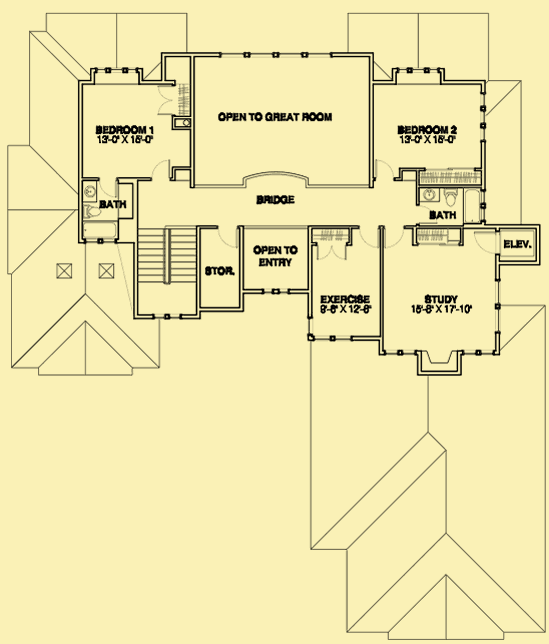 OPEN TO GREAT ROOM
BEDROOM 1
13'-0" X 15'-0"
BEDROOM 2
13'-0" X 15'-0"
BATH
BRIDGE
BATH
STOR.
OPEN TO
ENTRY
ELEV.
EXERCISE
9'-6" X 12'-8"
STUDY
15'-8" X 17'-10"